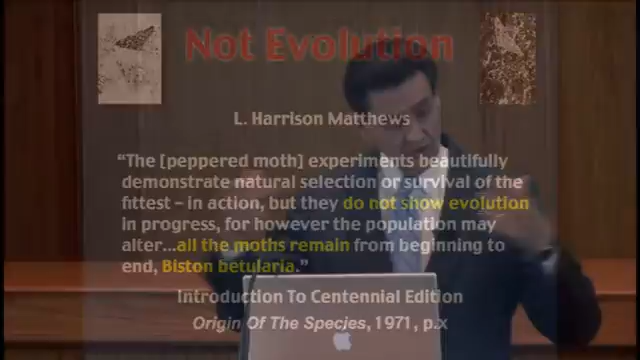 Not Evolution
L. Harrison Matthews
“The [peppered moth] experiments beautifully
demonstrate natural selection or survival of the
fittest – in action, but they do not show evolution
in progress, for however the population may
alter...all the moths remain from beginning to
end, Biston betularia.”
Introduction To Centennial Edition
Origin Of The Species, 1971, p.x